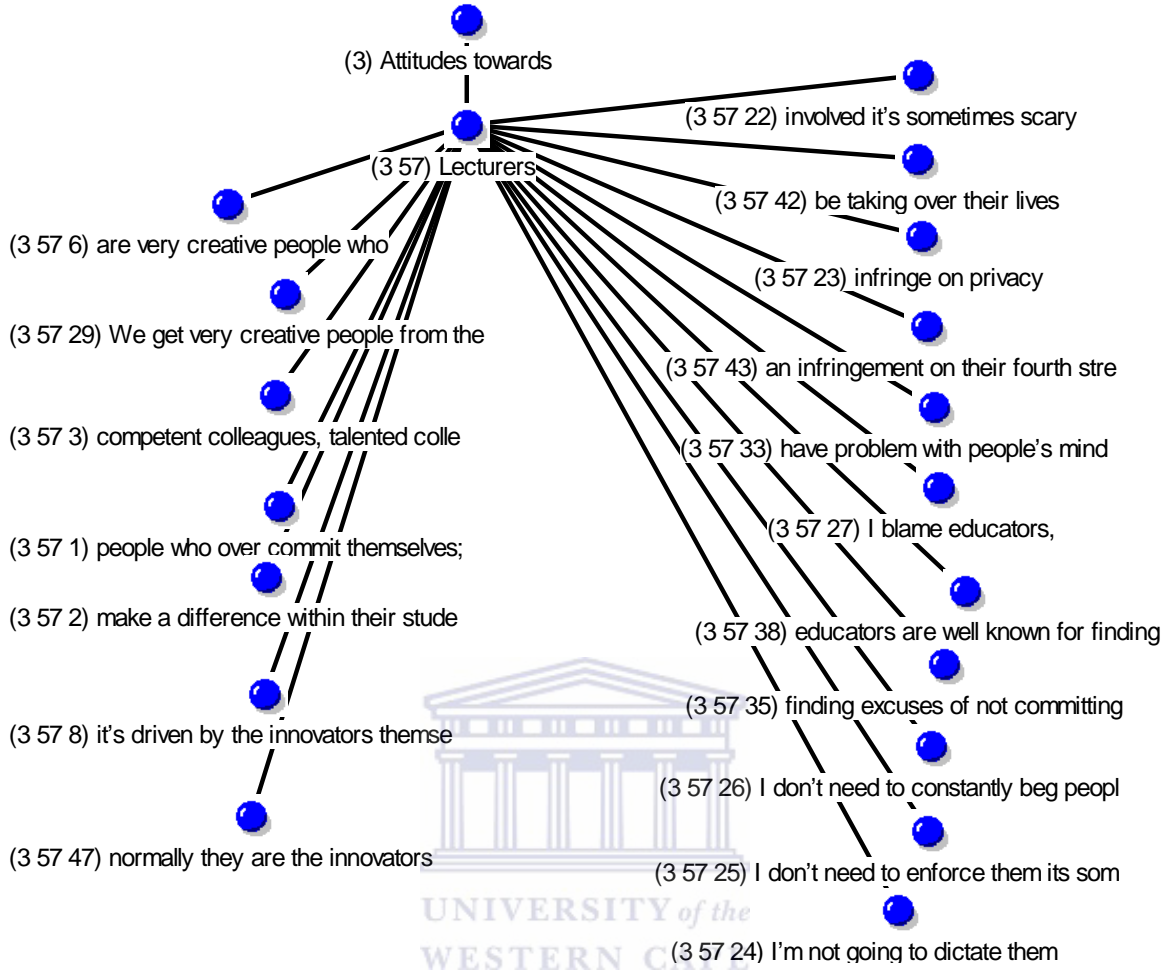 (3) Attitudes towards
(3 57) Lecturers
(3 57 6) are very creative people who
(3 57 29) We get very creative people from the
(3 57 3) competent colleagues, talented colle
(3 57 1) people who over commit themselves;
(3 57 2) make a difference within their stude
(3 57 8) it's driven by the innovators themse
(3 57 47) normally they are the innovators
(3 57 22) involved it's sometimes scary
(3 57 42) be taking over their lives
(3 57 23) infringe on privacy
(3 57 43) an infringement on their fourth stre
(3 57 33) have problem with people's mind
(3 57 27) I blame educators,
(3 57 38) educators are well known for finding
(3 57 35) finding excuses of not committing
(3 57 26) I don't need to constantly beg peopl
(3 57 25) I don't need to enforce them its som
(3 57 24) I'm not going to dictate them
UNIVERSITY of the
WESTERN CAPE